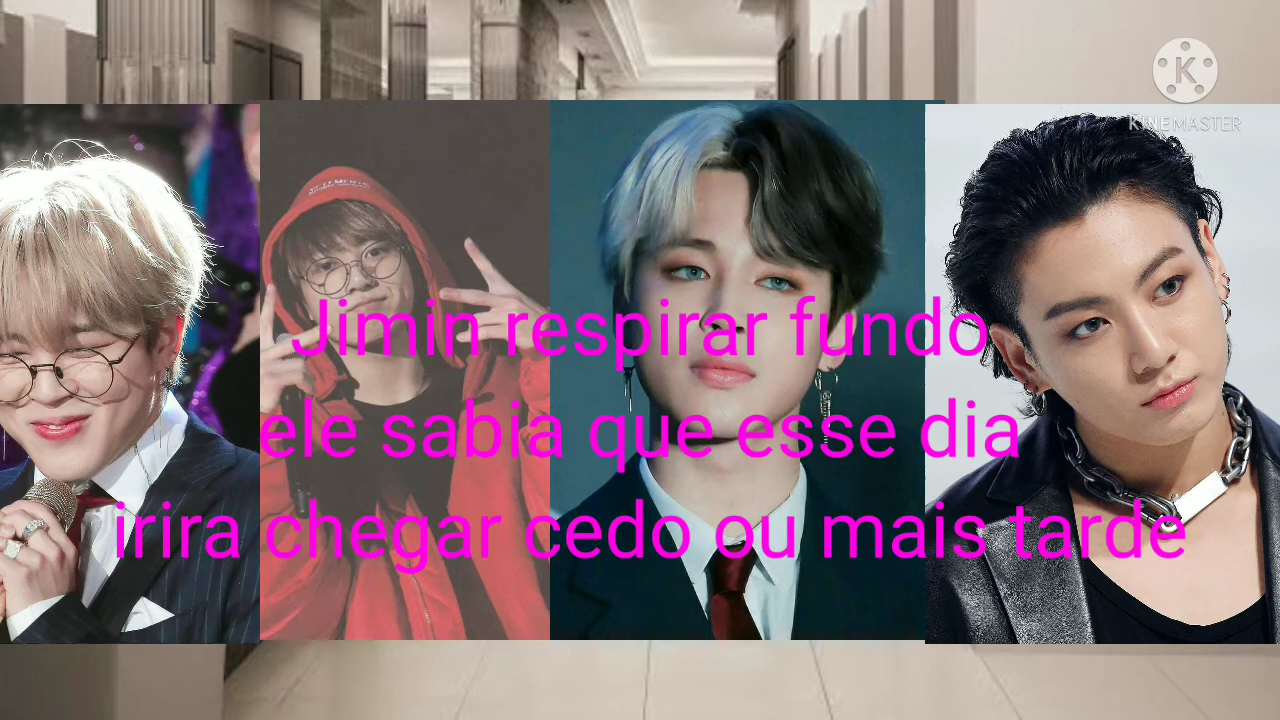 KINEMASTER
Jimin respirar fundo
ele sabia que esse dia
irira chegar cedo ou mais tarde